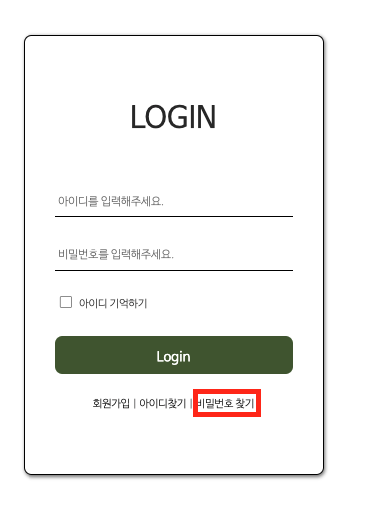 LOGIN
아이디를 입력해주세요.
비밀번호를 입력해주세요.
아이디 기억하기
Login
회원가입 | 아이디찾기 | 비밀번호 찾기